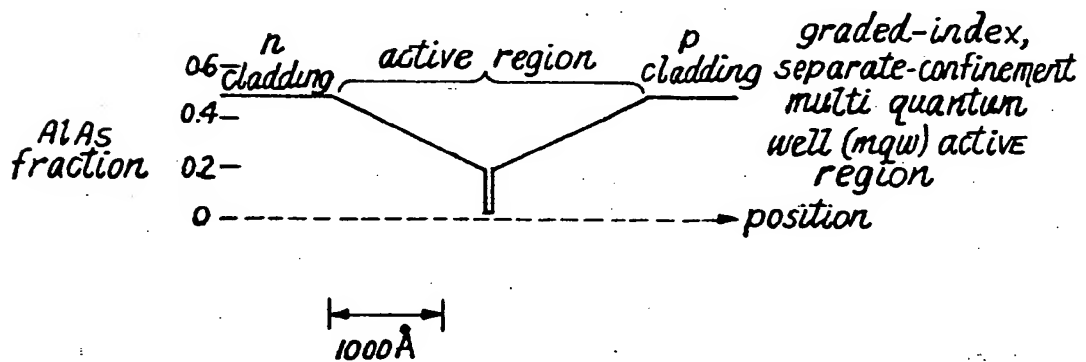 n
cladding
active region
p
cladding
graded-index,
separate-confinement
multi quantum
well (mqw) active
region
AlAs
fraction
0.6
0.4
0.2
0
position
1000 Å